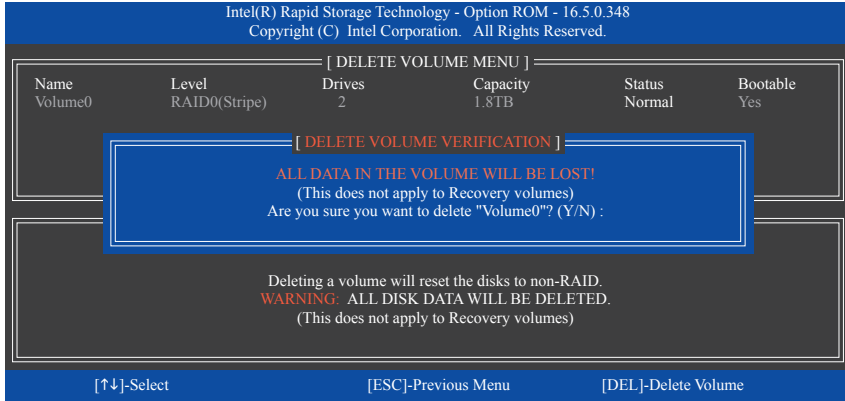 Intel(R) Rapid Storage Technology - Option ROM - 16.5.0.348
Copyright (C) Intel Corporation. All Rights Reserved.
[ DELETE VOLUME MENU ]
Name Level Drives Capacity Status Bootable
Volume0 RAID0(Stripe) 2 1.8TB Normal Yes
[ DELETE VOLUME VERIFICATION ]
ALL DATA IN THE VOLUME WILL BE LOST!
(This does not apply to Recovery volumes)
Are you sure you want to delete "Volume0"? (Y/N) :
Deleting a volume will reset the disks to non-RAID.
WARNING: ALL DISK DATA WILL BE DELETED.
(This does not apply to Recovery volumes)
[↑↓]-Select [ESC]-Previous Menu [DEL]-Delete Volume